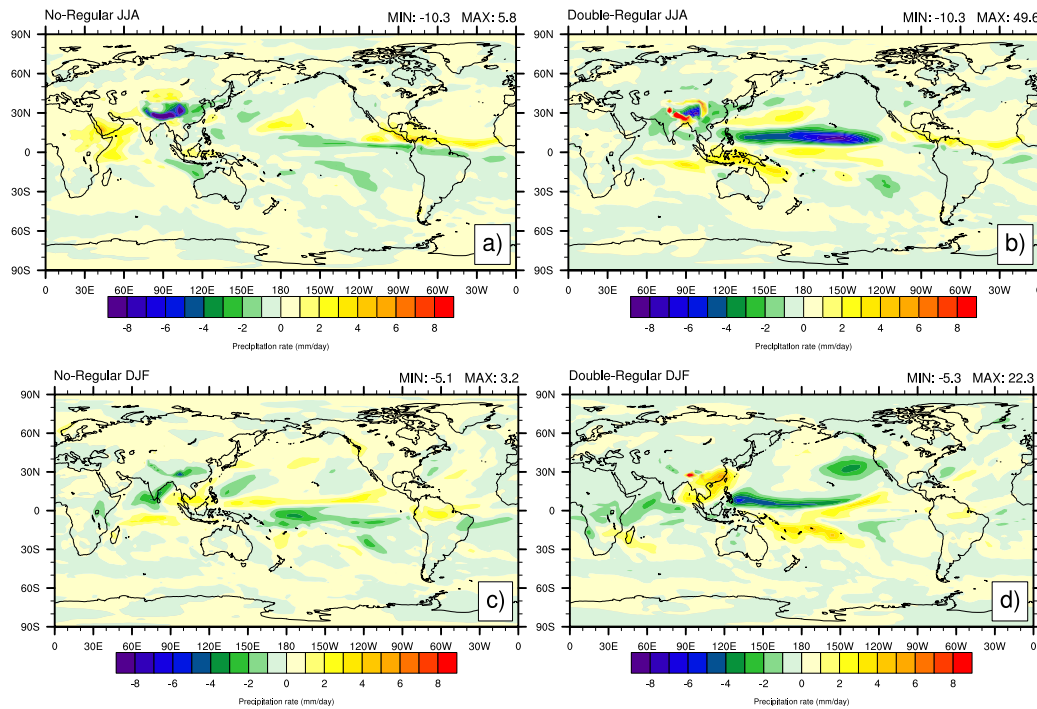 No-Regular JJA MIN: -10.3 MAX: 5.8
90N
60N
30N
0
30S
60S
90S
0 30E 60E 90E 120E 150E 180 150W 120W 90W 60W 30W 0
a)
-8 -6 -4 -2 0 2 4 6 8
Precipitation rate (mm/day)
Double-Regular JJA MIN: -10.3 MAX: 49.6
90N
60N
30N
0
30S
60S
90S
0 30E 60E 90E 120E 150E 180 150W 120W 90W 60W 30W 0
b)
-8 -6 -4 -2 0 2 4 6 8
Precipitation rate (mm/day)
No-Regular DJF MIN: -5.1 MAX: 3.2
90N
60N
30N
0
30S
60S
90S
0 30E 60E 90E 120E 150E 180 150W 120W 90W 60W 30W 0
c)
-8 -6 -4 -2 0 2 4 6 8
Precipitation rate (mm/day)
Double-Regular DJF MIN: -5.3 MAX: 22.3
90N
60N
30N
0
30S
60S
90S
0 30E 60E 90E 120E 150E 180 150W 120W 90W 60W 30W 0
d)
-8 -6 -4 -2 0 2 4 6 8
Precipitation rate (mm/day)